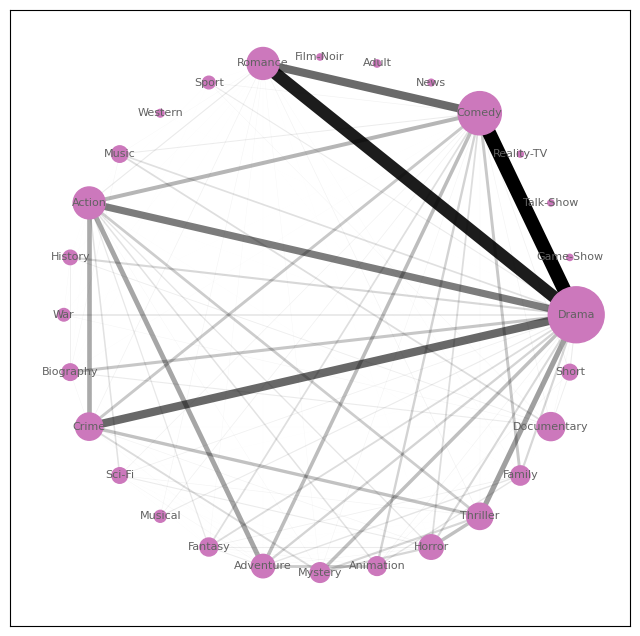 Film-Noir
Romance
Adult
Sport
News
Western
Comedy
Music
Reality-TV
Action
Talk-Show
History
Game-Show
War
Drama
Biography
Short
Crime
Documentary
Sci-Fi
Family
Musical
Thriller
Fantasy
Horror
Adventure
Mystery
Animation